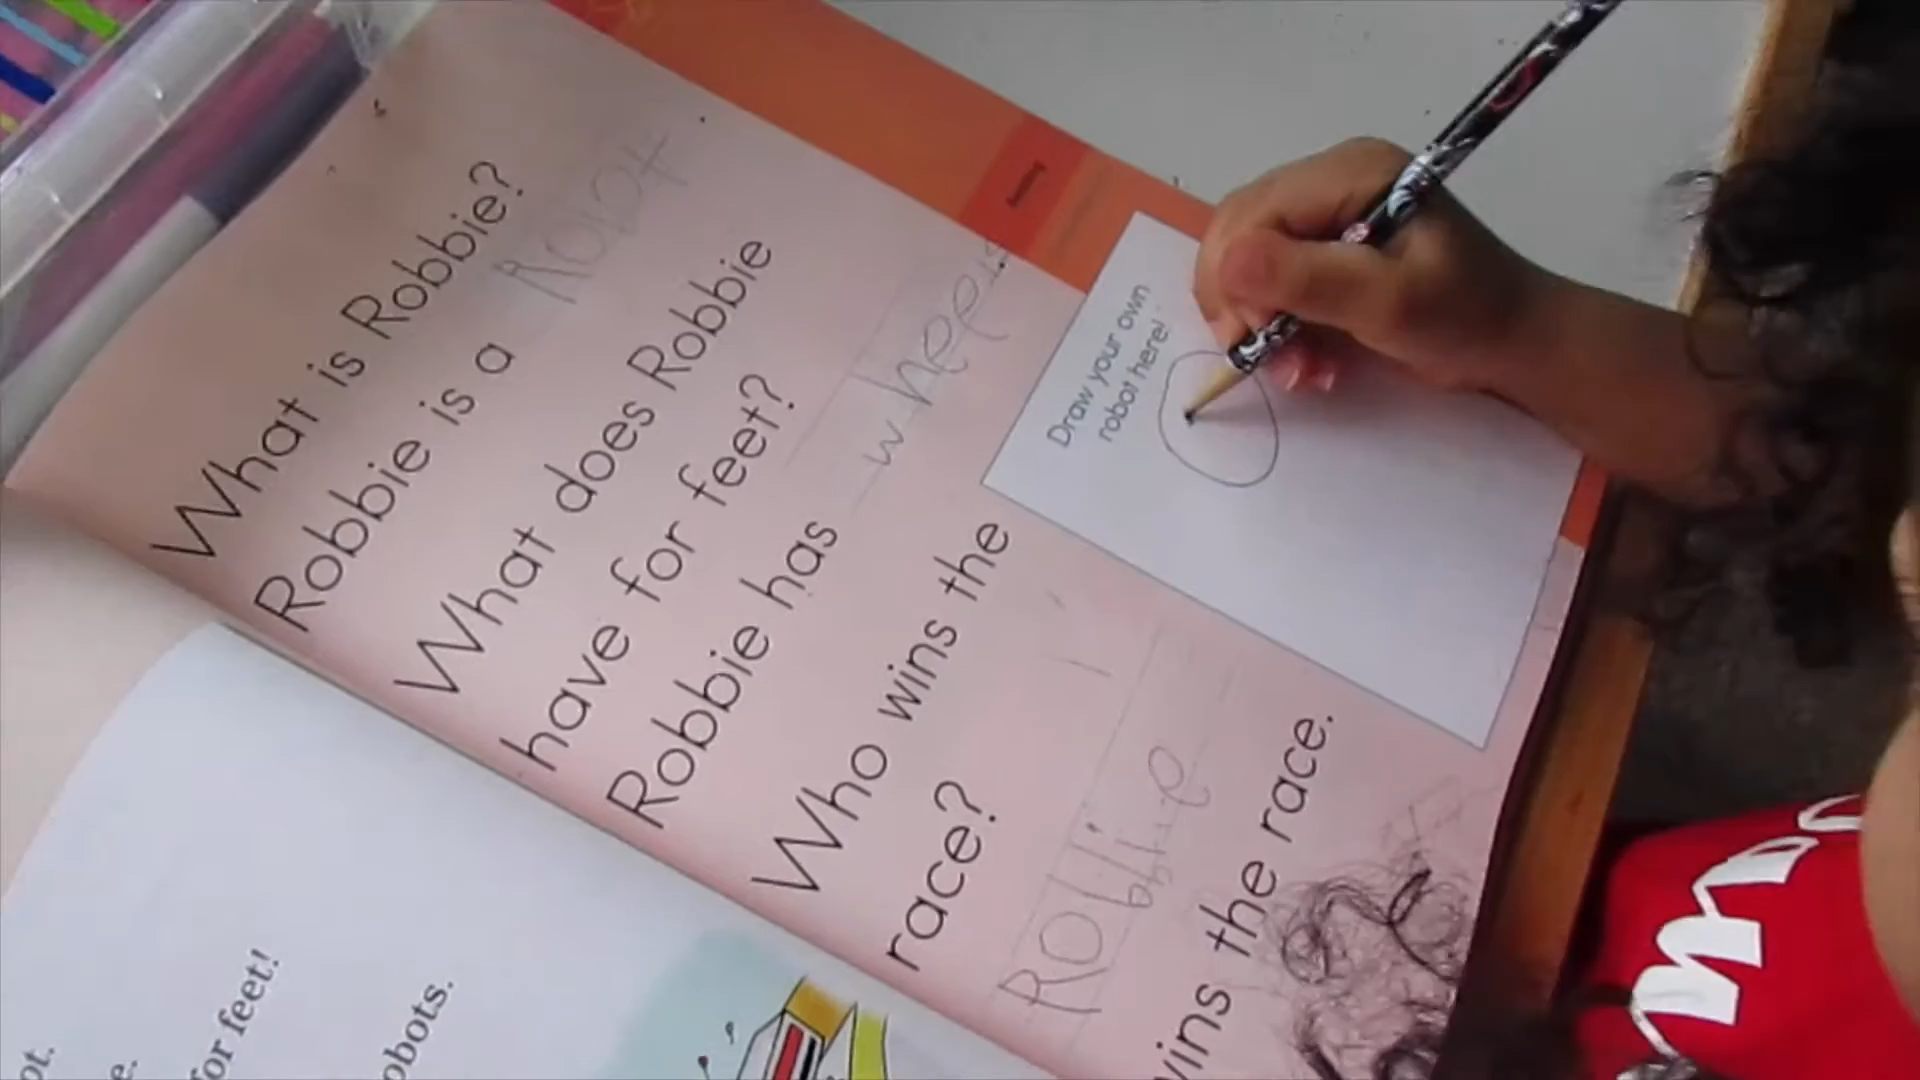 What is Robbie?
Robbie is a Robot
What does Robbie
have for feet?
Robbie has wheels
Who wins the
race?
Robbie
wins the race.
Draw your own
robot here!
for feet!